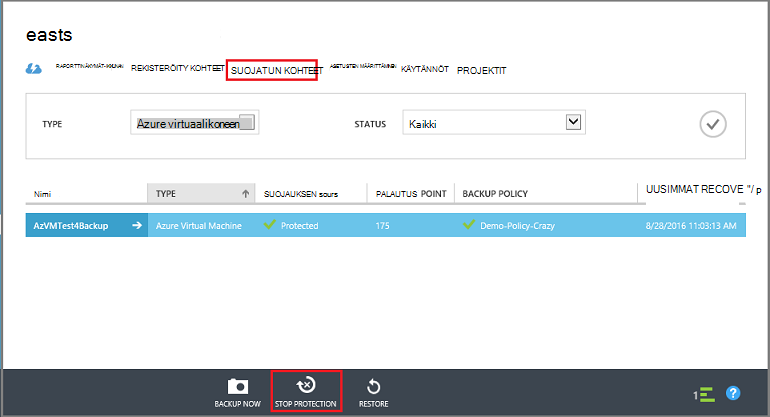 easts
RAPORTTINÄKYMÄT-IKKUNAN REKISTERÖITY KOHTEET SUOJATUN KOHTEET ASETUSTEN MÄÄRITTÄMINEN KÄYTÄNNÖT PROJEKTIT
TYPE Azure virtuaalikoneen STATUS Kaikki
Nimi TYPE SUOJAUKSEN sours PALAUTUS POINT BACKUP POLICY UUSIMMAT RECOVE "/ p
AzVMTest4Backup Azure Virtual Machine Protected 175 Demo-Policy-Crazy 8/28/2016 11:03:13 AM
BACKUP NOW STOP PROTECTION RESTORE 1 ?